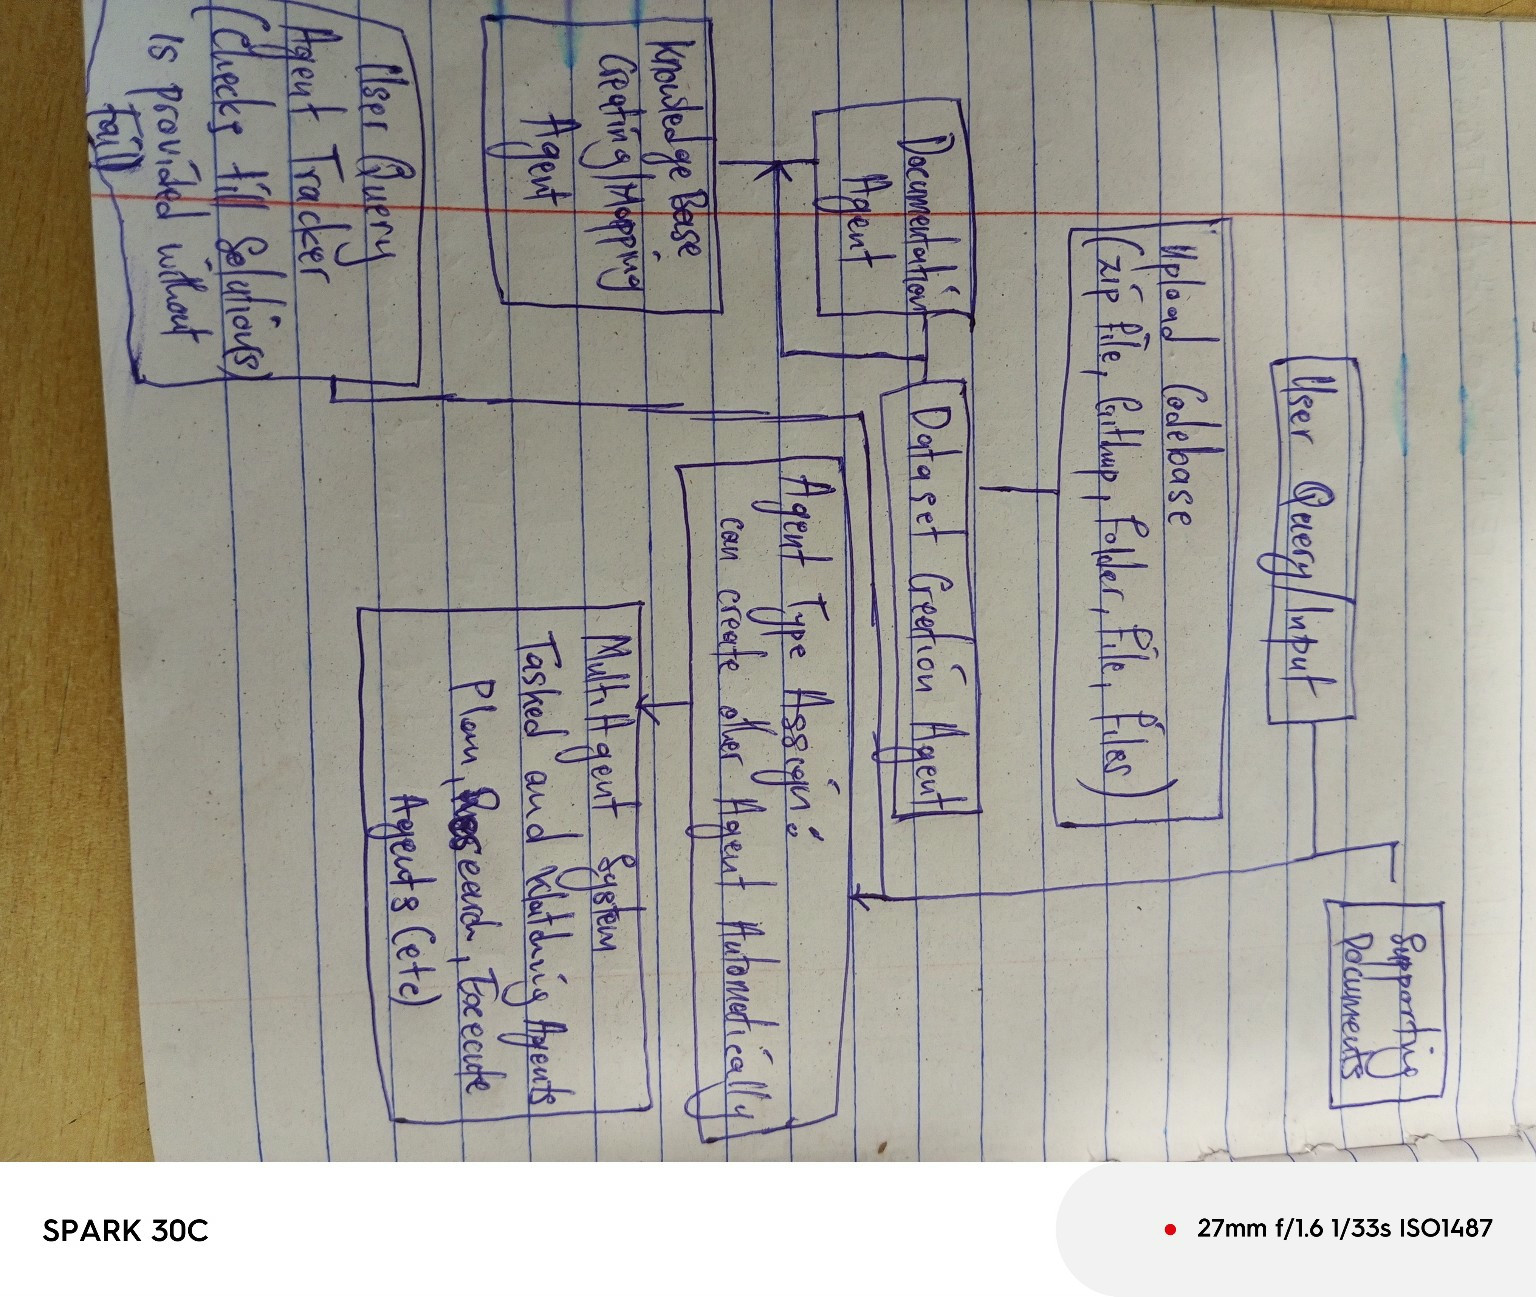 User Query/Input
Supporting
Documents
Upload Codebase
(zip file, Github, Folder, File, Files)
Documentation
Agent
Dataset Creation Agent
Knowledge Base
Creating/Mapping
Agent
Agent Type Assign:
can create other Agent Automatically
Multi Agent System
Tasked and Watching Agents
Plan, Research, Execute
Agents (etc)
User Query
Agent Tracker
(Checks till Solutions)
Is provided without
fail)
SPARK 30C
27mm f/1.6 1/33s ISO1487